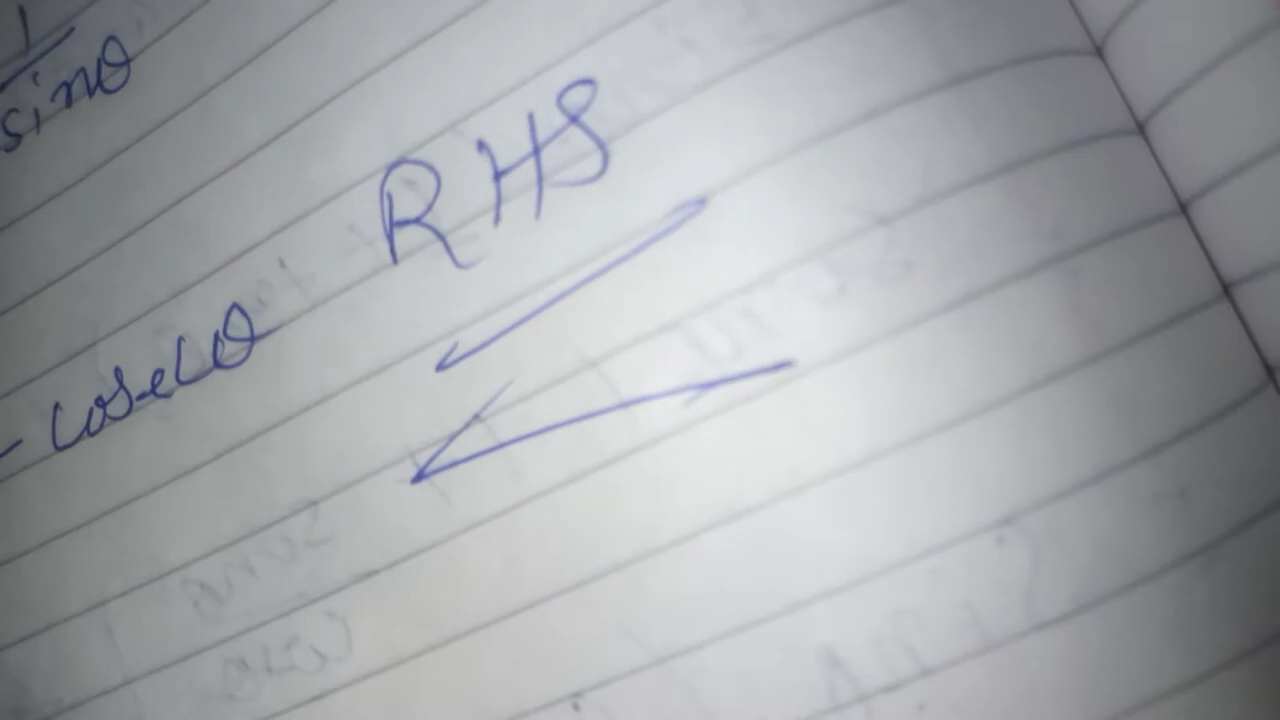 1
sinθ
RHS
- cosecθ